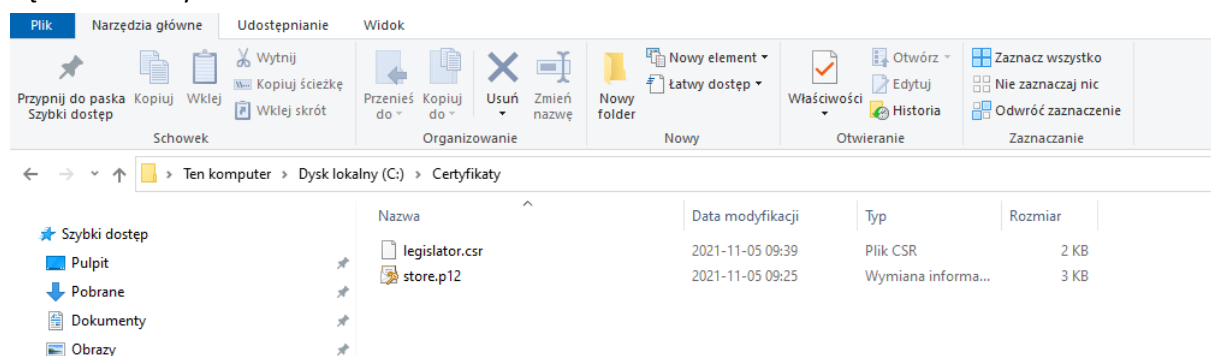 Plik Narzędzia główne Udostępnianie Widok
Przypnij do paska Szybki dostęp
Kopiuj
Wklej
Wytnij
Kopiuj ścieżkę
Wklej skrót
Schowek
Przenieś do
Kopiuj do
Usuń
Zmień nazwę
Organizowanie
Nowy folder
Nowy element
Łatwy dostęp
Nowy
Właściwości
Otwórz
Edytuj
Historia
Otwieranie
Zaznacz wszystko
Nie zaznaczaj nic
Odwróć zaznaczenie
Zaznaczanie
Ten komputer > Dysk lokalny (C:) > Certyfikaty
Szybki dostęp
Pulpit
Pobrane
Dokumenty
Obrazy
Nazwa Data modyfikacji Typ Rozmiar
legislator.csr 2021-11-05 09:39 Plik CSR 2 KB
store.p12 2021-11-05 09:25 Wymiana informa... 3 KB